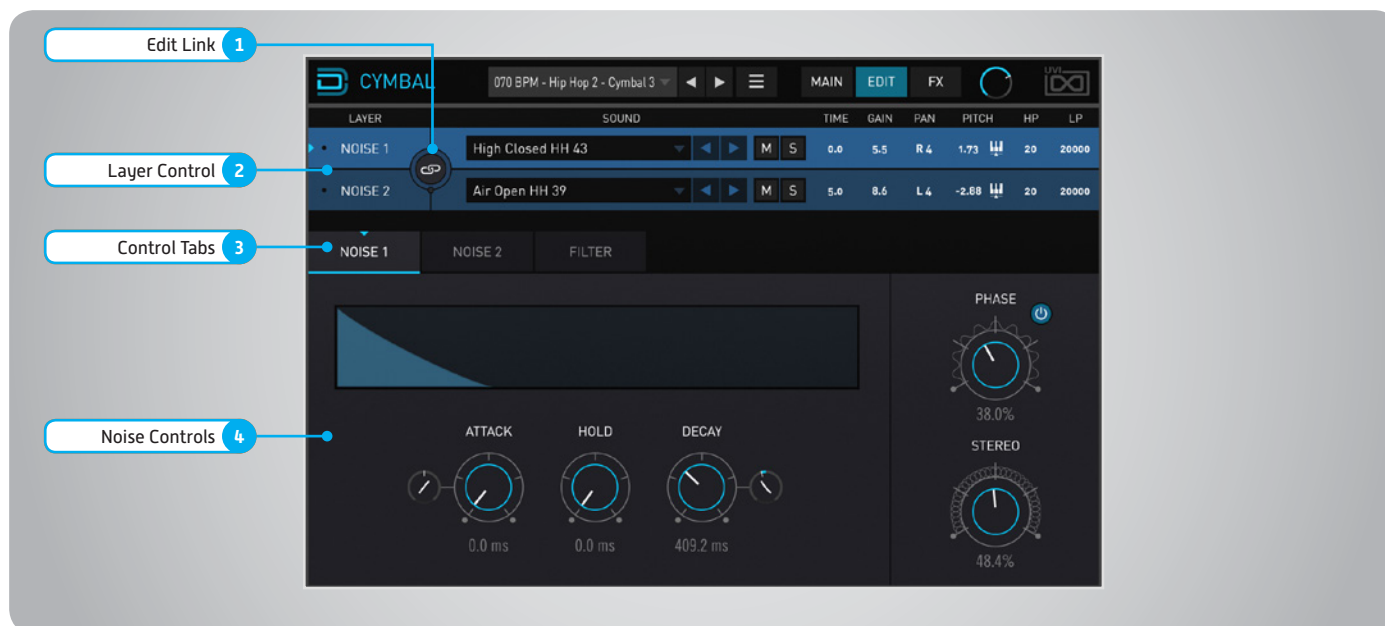 Edit Link 1
CYMBAL 070 BPM - Hip Hop 2 - Cymbal 3 MAIN EDIT FX UVI
LAYER SOUND TIME GAIN PAN PITCH HP LP
NOISE 1 High Closed HH 43 M S 0.0 5.5 R 4 1.73 20 20000
Layer Control 2
NOISE 2 Air Open HH 39 M S 5.0 8.6 L 4 -2.88 20 20000
Control Tabs 3
NOISE 1 NOISE 2 FILTER
PHASE
38.0%
Noise Controls 4
ATTACK HOLD DECAY
STEREO
0.0 ms 0.0 ms 409.2 ms
48.4%